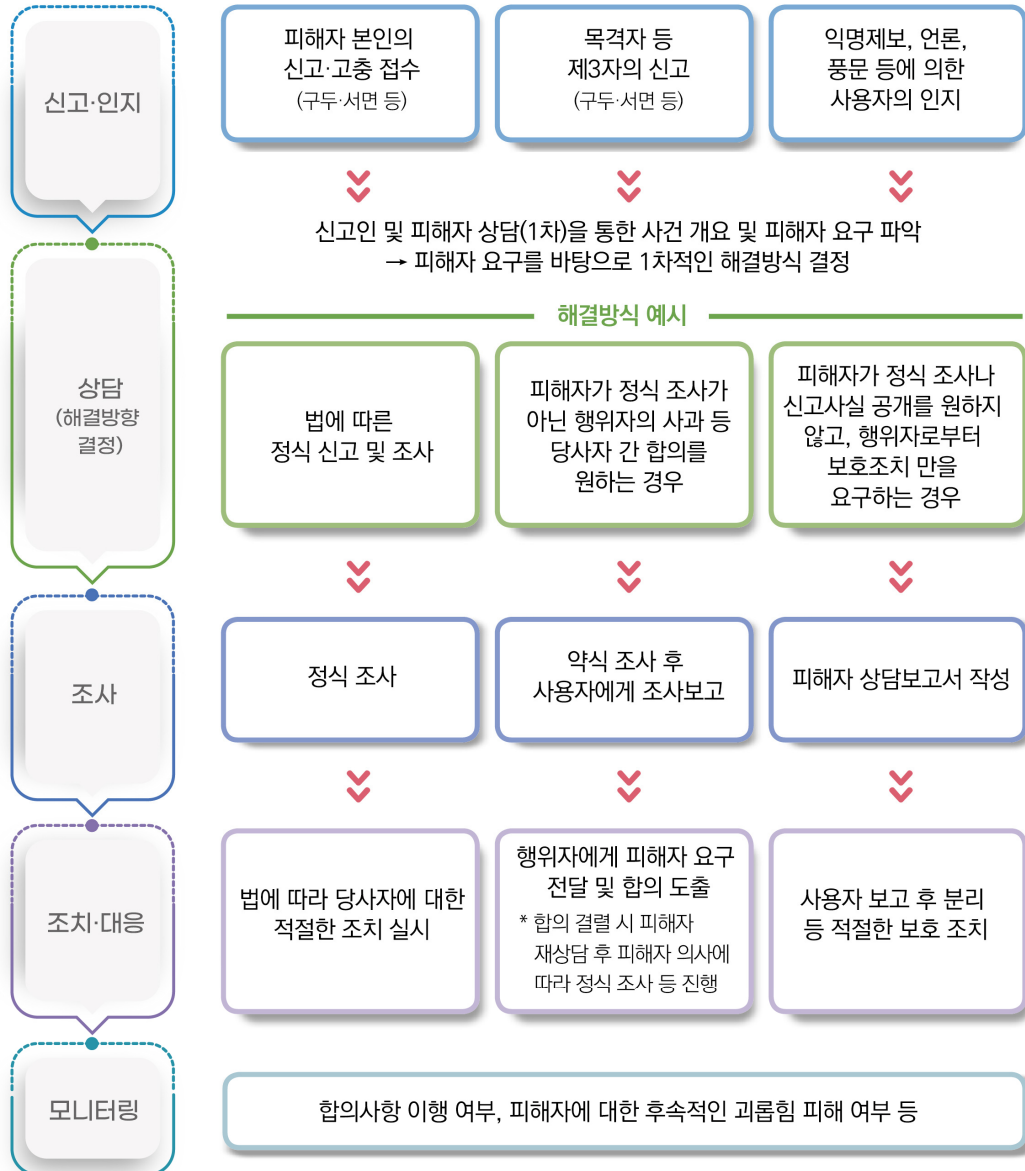 신고·인지
피해자 본인의
신고·고충 접수
(구두·서면 등)
목격자 등
제3자의 신고
(구두·서면 등)
익명제보, 언론,
풍문 등에 의한
사용자의 인지
신고인 및 피해자 상담(1차)을 통한 사건 개요 및 피해자 요구 파악
→ 피해자 요구를 바탕으로 1차적인 해결방식 결정
상담
(해결방향
결정)
해결방식 예시
법에 따른
정식 신고 및 조사
피해자가 정식 조사가
아닌 행위자의 사과 등
당사자 간 합의를
원하는 경우
피해자가 정식 조사나
신고사실 공개를 원하지
않고, 행위자로부터
보호조치 만을
요구하는 경우
조사
정식 조사
약식 조사 후
사용자에게 조사보고
피해자 상담보고서 작성
조치·대응
법에 따라 당사자에 대한
적절한 조치 실시
행위자에게 피해자 요구
전달 및 합의 도출
* 합의 결렬 시 피해자
재상담 후 피해자 의사에
따라 정식 조사 등 진행
사용자 보고 후 분리
등 적절한 보호 조치
모니터링
합의사항 이행 여부, 피해자에 대한 후속적인 괴롭힘 피해 여부 등